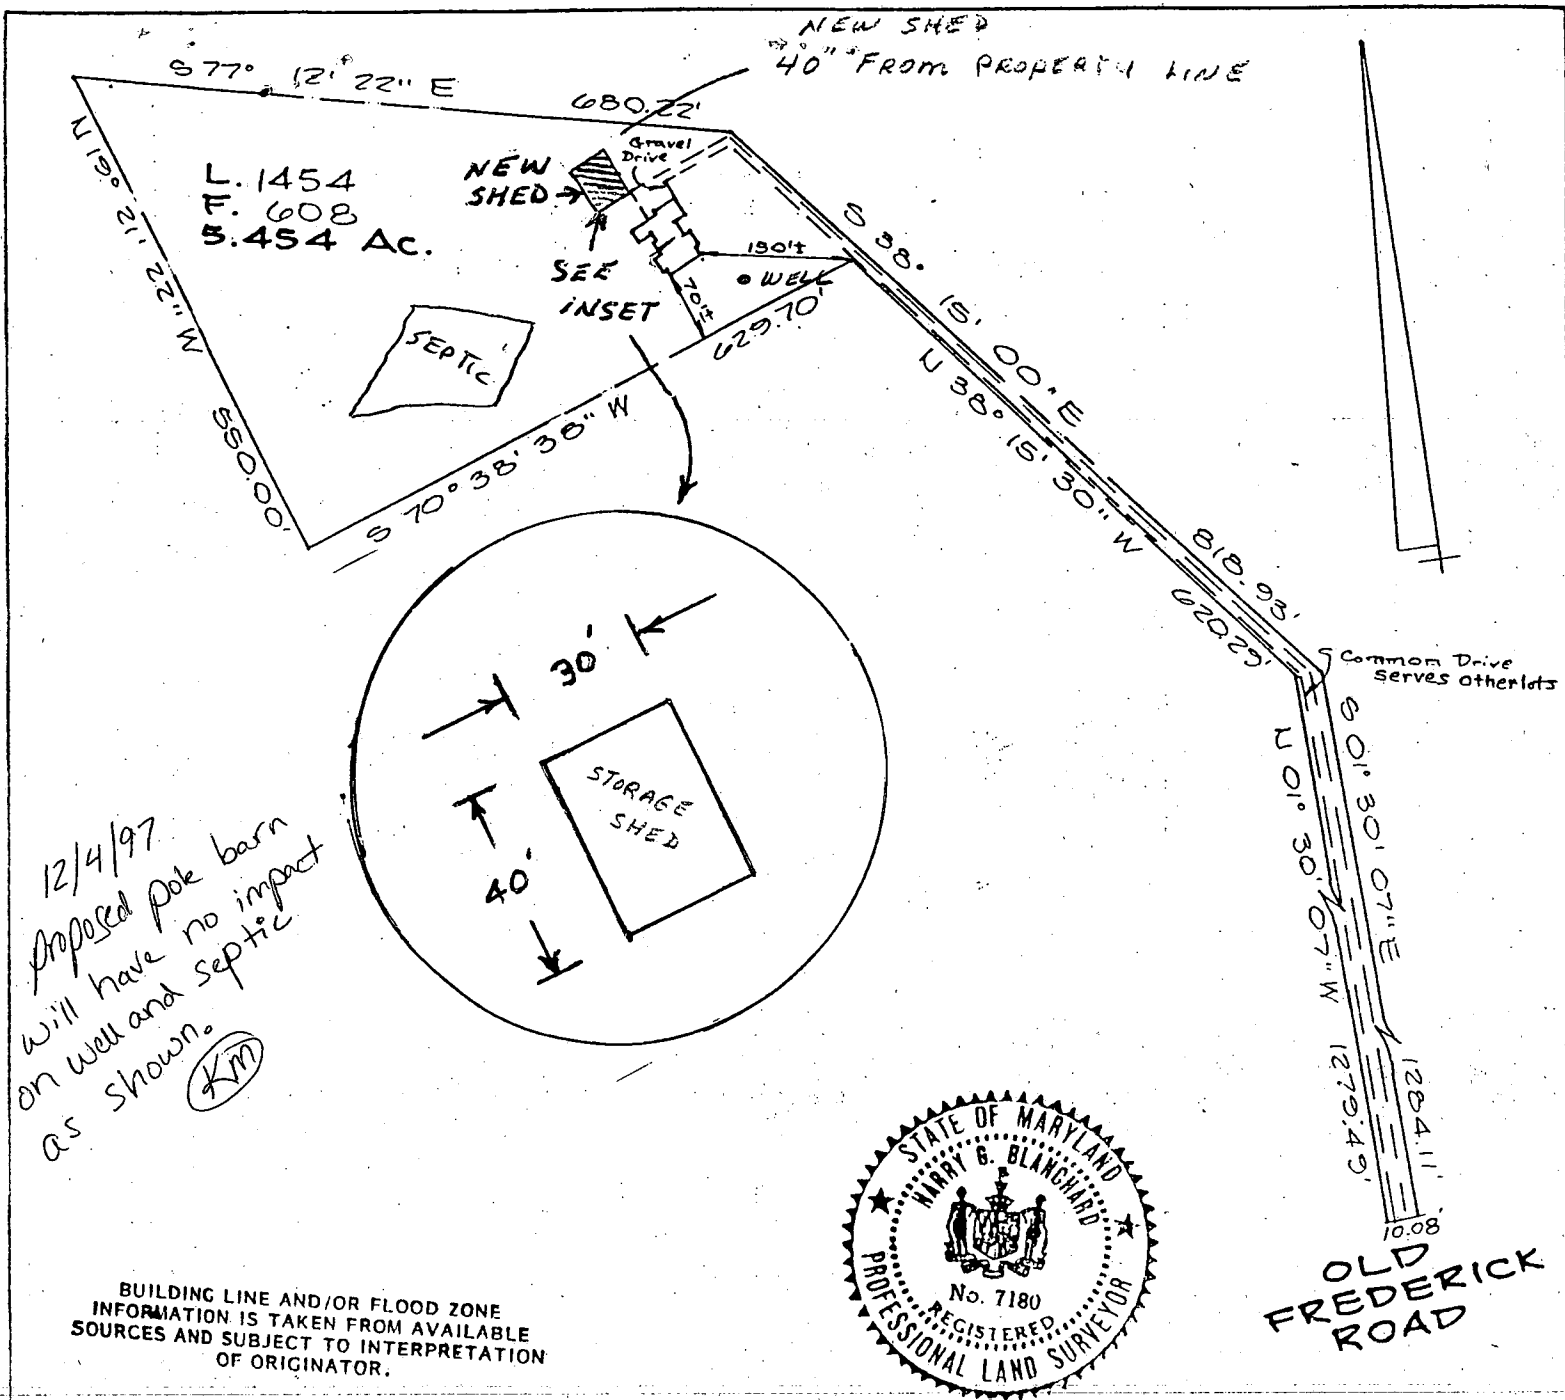 NEW SHED
40" FROM PROPERTY LINE
S 77° 12' 22" E
680.22'
N 19° 12' 22" W
550.00'
L. 1454
F. 608
5.454 Ac.
NEW
SHED
Gravel
Drive
SEE
INSET
150'±
WELL
70'±
629.70'
SEPTIC
S 70° 38' 38" W
S 38° 15' 00" E
818.93'
N 38° 15' 30" W
620.29'
Common Drive
serves other lots
S 01° 30' 07" E
1284.11'
N 01° 30' 07" W
1279.49'
10.08'
OLD
FREDERICK
ROAD
30'
40'
STORAGE
SHED
12/4/97
Proposed pole barn
will have no impact
on well and septic
as shown.
KM
STATE OF MARYLAND
HARRY G. BLANCHARD
No. 7180
REGISTERED
PROFESSIONAL LAND SURVEYOR
BUILDING LINE AND/OR FLOOD ZONE
INFORMATION IS TAKEN FROM AVAILABLE
SOURCES AND SUBJECT TO INTERPRETATION
OF ORIGINATOR.